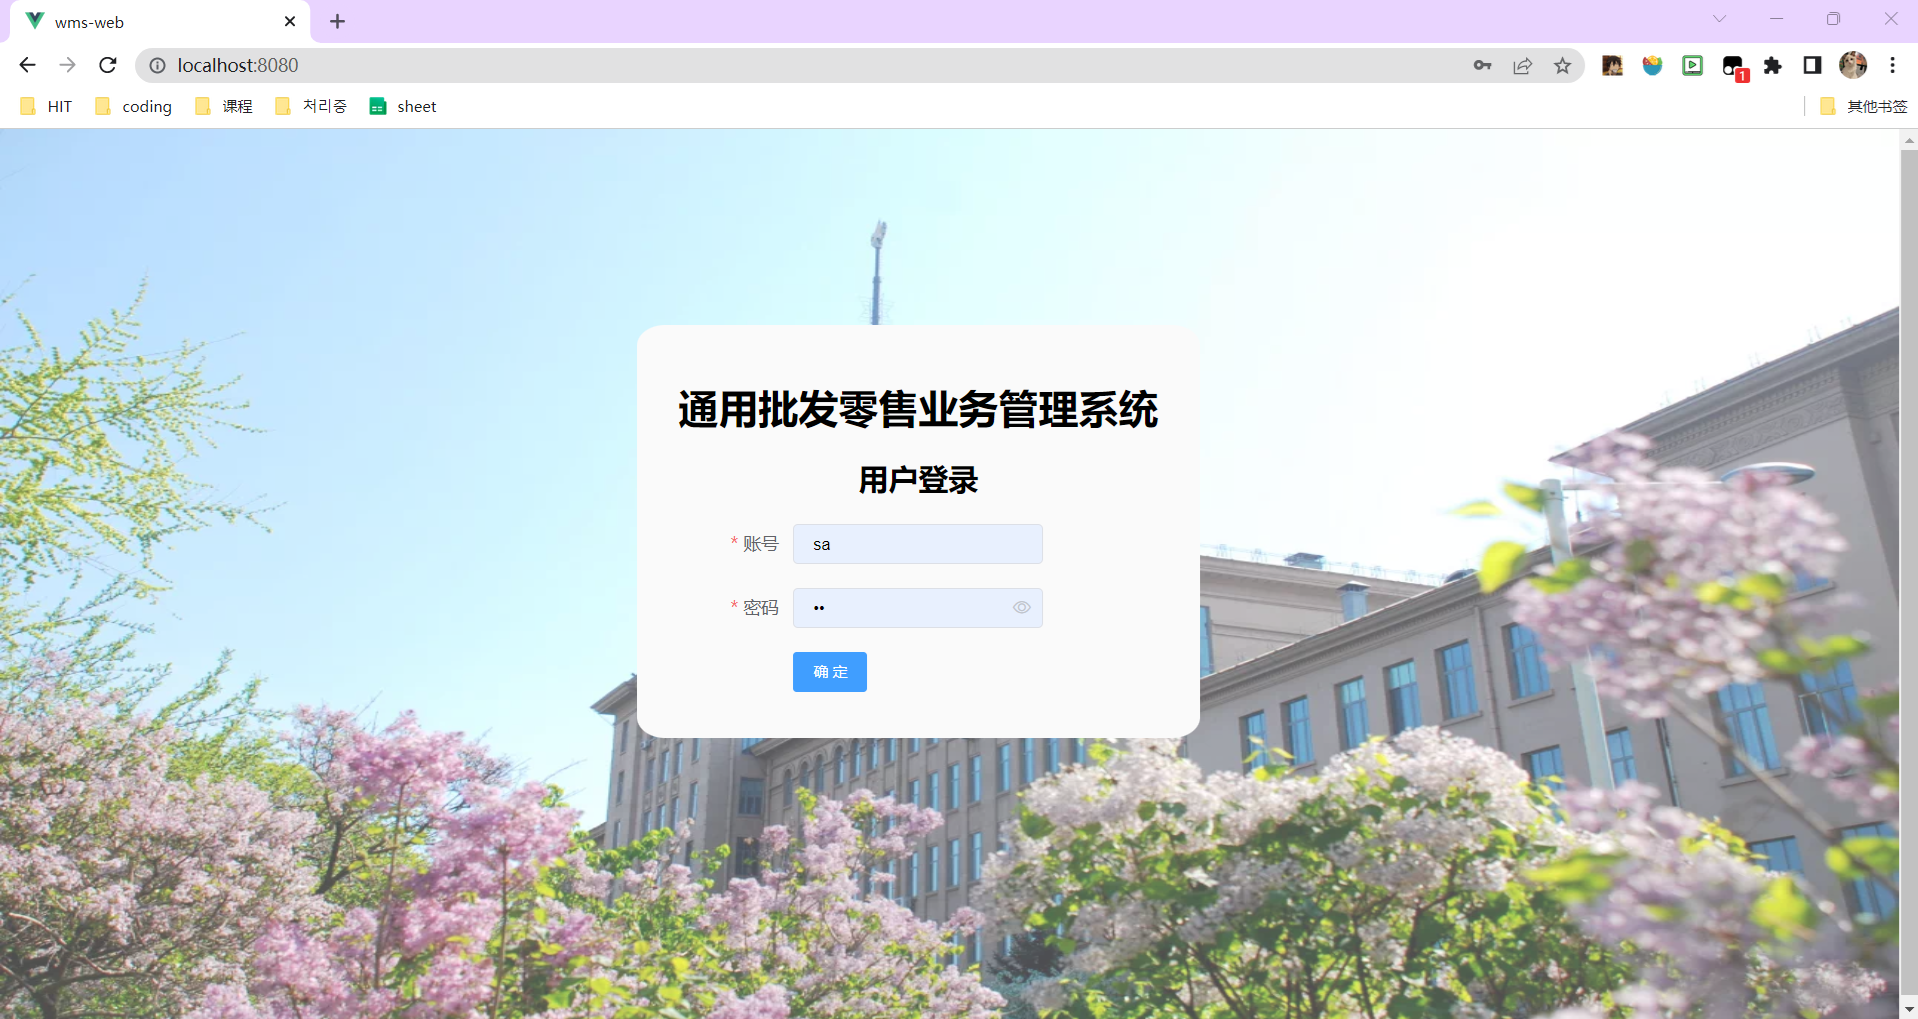 wms-web
localhost:8080
1
HIT
coding
课程
처리중
sheet
其他书签
通用批发零售业务管理系统
用户登录
* 账号
sa
* 密码
••
确 定